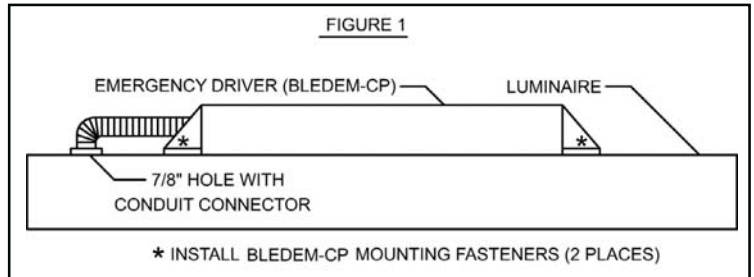 FIGURE 1
EMERGENCY DRIVER (BLEDEM-CP)
LUMINAIRE
*
*
7/8" HOLE WITH
CONDUIT CONNECTOR
* INSTALL BLEDEM-CP MOUNTING FASTENERS (2 PLACES)